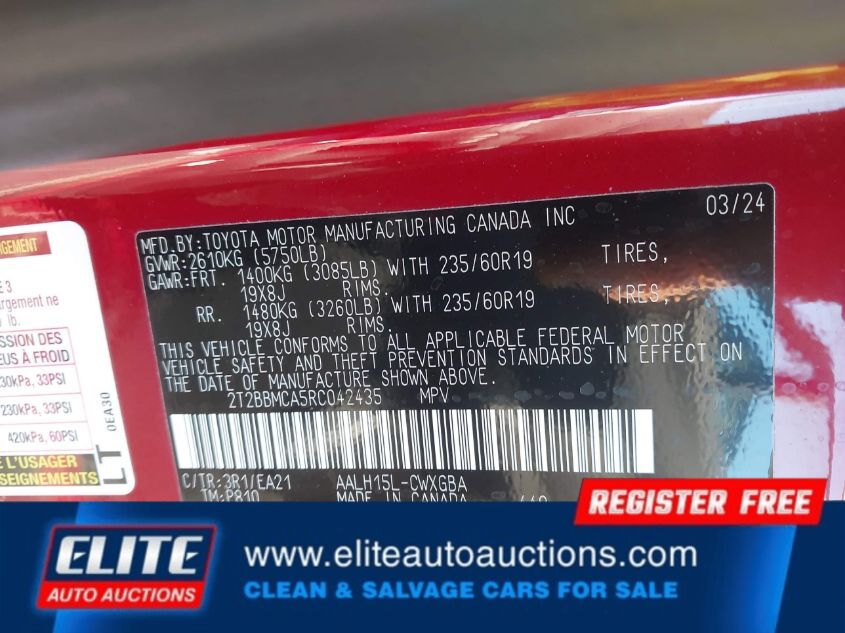 MFD.BY:TOYOTA MOTOR MANUFACTURING CANADA INC 03/24
GVWR:2610KG (5750LB)
GAWR:FRT. 1400KG (3085LB) WITH 235/60R19 TIRES,
19X8J RIMS.
RR. 1480KG (3260LB) WITH 235/60R19 TIRES,
19X8J RIMS.
THIS VEHICLE CONFORMS TO ALL APPLICABLE FEDERAL MOTOR
VEHICLE SAFETY AND THEFT PREVENTION STANDARDS IN EFFECT ON
THE DATE OF MANUFACTURE SHOWN ABOVE.
2T2BBMCA5RC042435 MPV
C/TR:3R1/EA21 AALH15L-CWXGBA
TM:P810 MADE IN CANADA
E 3
chargement ne
lb.
SSION DES
EUS À FROID
30kPa, 33PSI
230kPa, 33PSI
420kPa, 60PSI
E L'USAGER
SEIGNEMENTS
LT
0EA30
REGISTER FREE
ELITE
AUTO AUCTIONS
www.eliteautoauctions.com
CLEAN & SALVAGE CARS FOR SALE